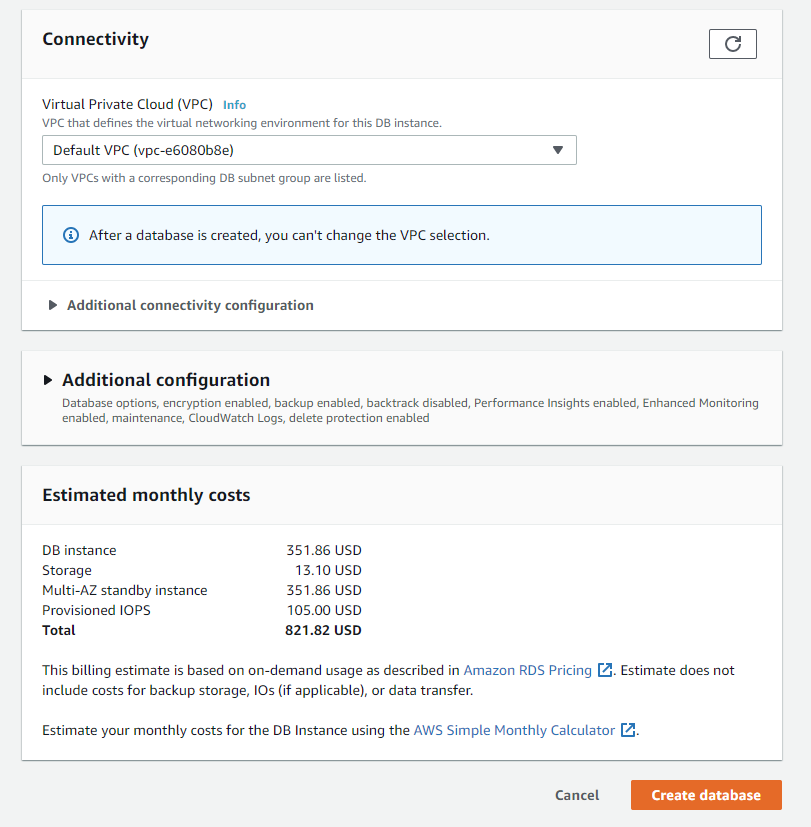 Connectivity
Virtual Private Cloud (VPC) Info
VPC that defines the virtual networking environment for this DB instance.
Default VPC (vpc-e6080b8e)
Only VPCs with a corresponding DB subnet group are listed.
After a database is created, you can't change the VPC selection.
Additional connectivity configuration
Additional configuration
Database options, encryption enabled, backup enabled, backtrack disabled, Performance Insights enabled, Enhanced Monitoring
enabled, maintenance, CloudWatch Logs, delete protection enabled
Estimated monthly costs
DB instance 351.86 USD
Storage 13.10 USD
Multi-AZ standby instance 351.86 USD
Provisioned IOPS 105.00 USD
Total 821.82 USD
This billing estimate is based on on-demand usage as described in Amazon RDS Pricing. Estimate does not
include costs for backup storage, IOs (if applicable), or data transfer.
Estimate your monthly costs for the DB Instance using the AWS Simple Monthly Calculator.
Cancel Create database